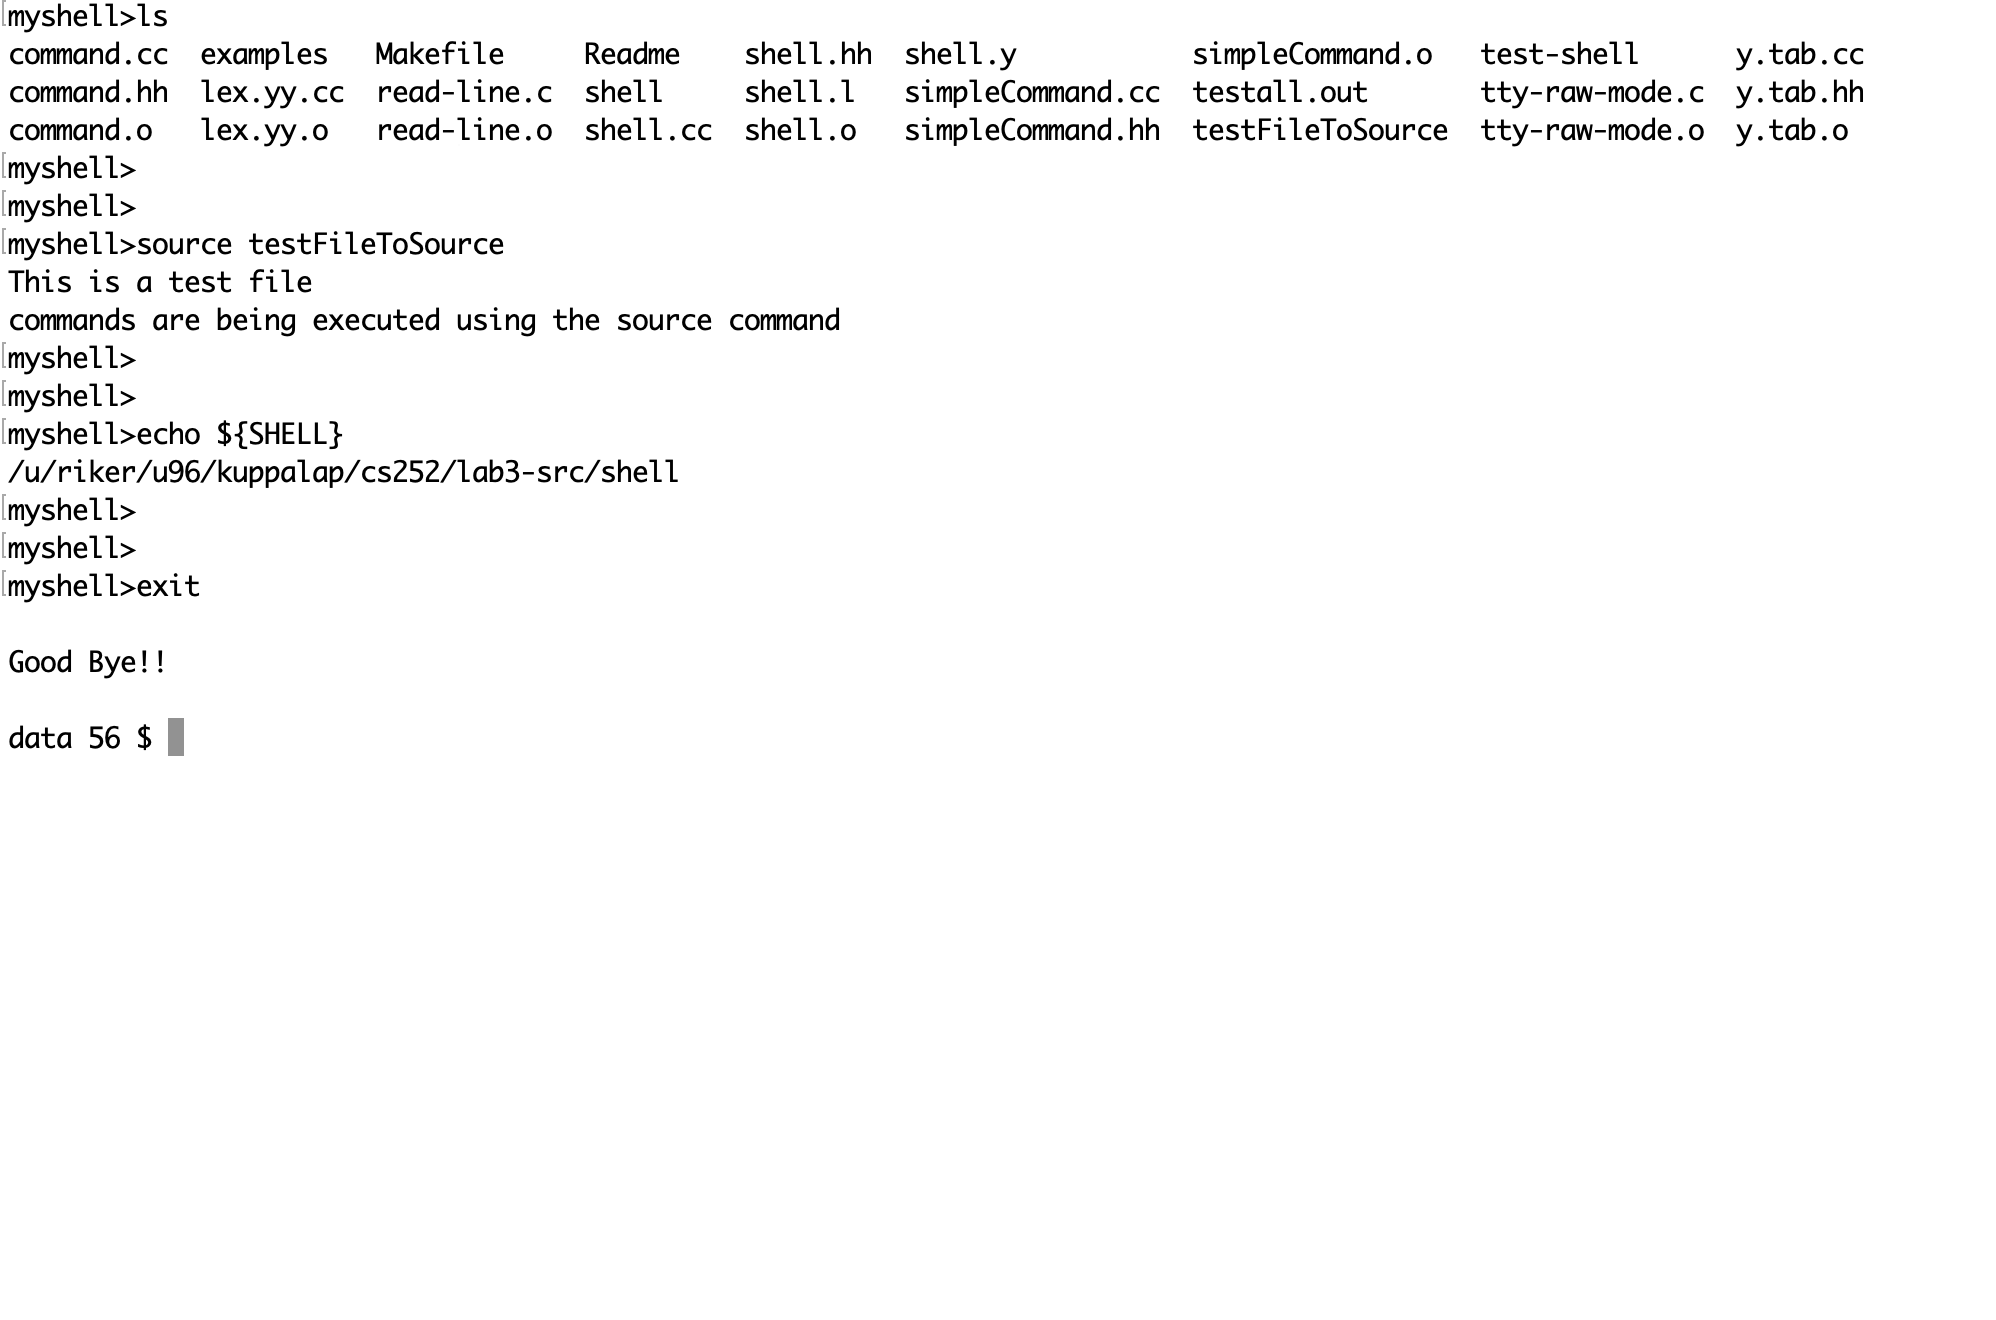 myshell>ls
command.cc  examples   Makefile     Readme    shell.hh  shell.y           simpleCommand.o   test-shell      y.tab.cc
command.hh  lex.yy.cc  read-line.c  shell     shell.l   simpleCommand.cc  testall.out       tty-raw-mode.c  y.tab.hh
command.o   lex.yy.o   read-line.o  shell.cc  shell.o   simpleCommand.hh  testFileToSource  tty-raw-mode.o  y.tab.o
myshell>
myshell>
myshell>source testFileToSource
This is a test file
commands are being executed using the source command
myshell>
myshell>
myshell>echo ${SHELL}
/u/riker/u96/kuppalap/cs252/lab3-src/shell
myshell>
myshell>
myshell>exit
Good Bye!!
data 56 $